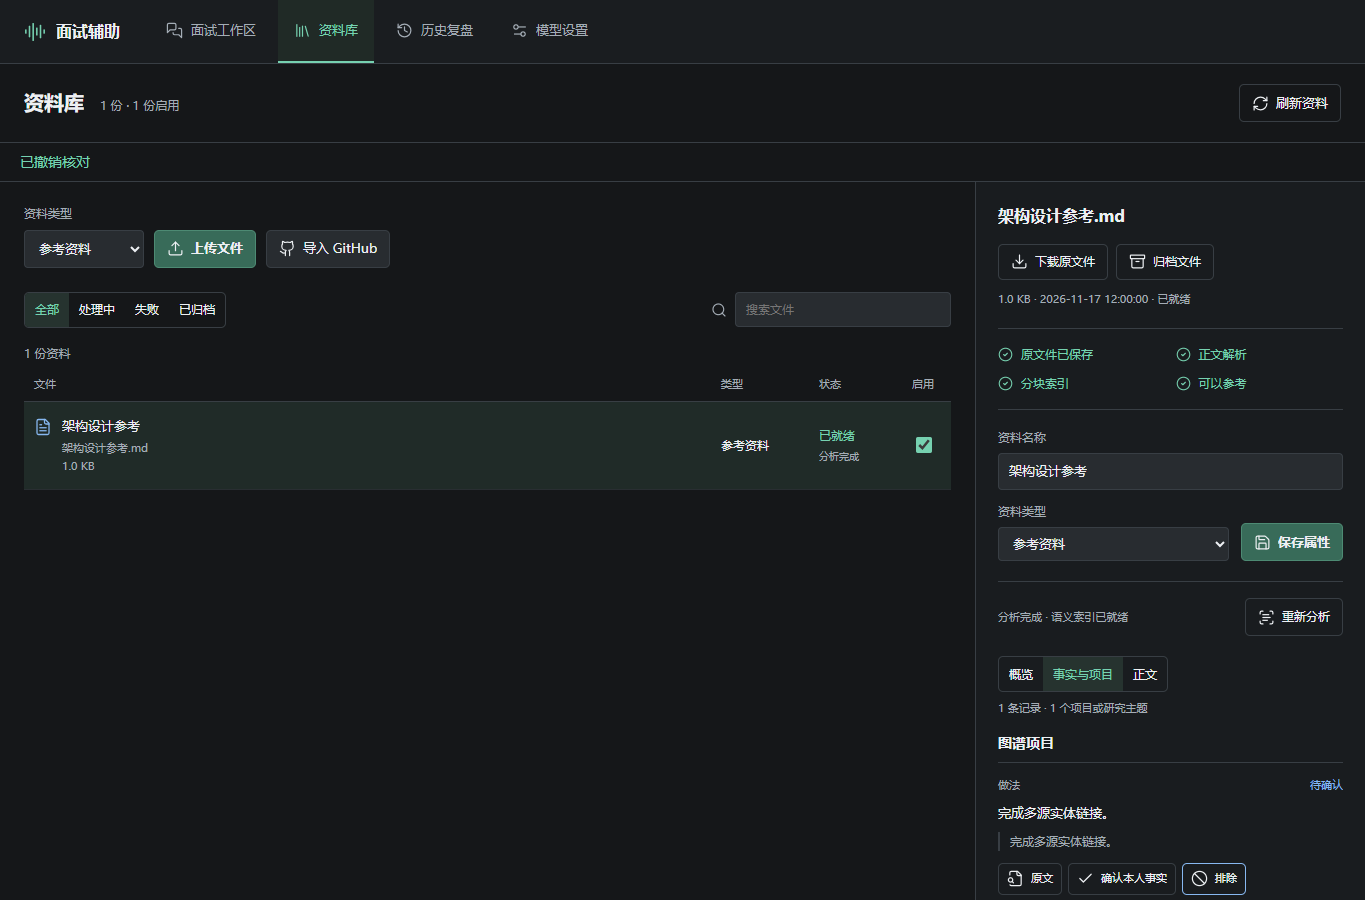 面试辅助
面试工作区
资料库
历史复盘
模型设置
资料库
1 份 · 1 份启用
刷新资料
已撤销核对
资料类型
参考资料
上传文件
导入 GitHub
全部
处理中
失败
已归档
搜索文件
1 份资料
文件
类型
状态
启用
架构设计参考
架构设计参考.md
1.0 KB
参考资料
已就绪
分析完成
架构设计参考.md
下载原文件
归档文件
1.0 KB · 2026-11-17 12:00:00 · 已就绪
原文件已保存
正文解析
分块索引
可以参考
资料名称
架构设计参考
资料类型
参考资料
保存属性
分析完成 · 语义索引已就绪
重新分析
概览
事实与项目
正文
1 条记录 · 1 个项目或研究主题
图谱项目
做法
待确认
完成多源实体链接。
完成多源实体链接。
原文
确认本人事实
排除